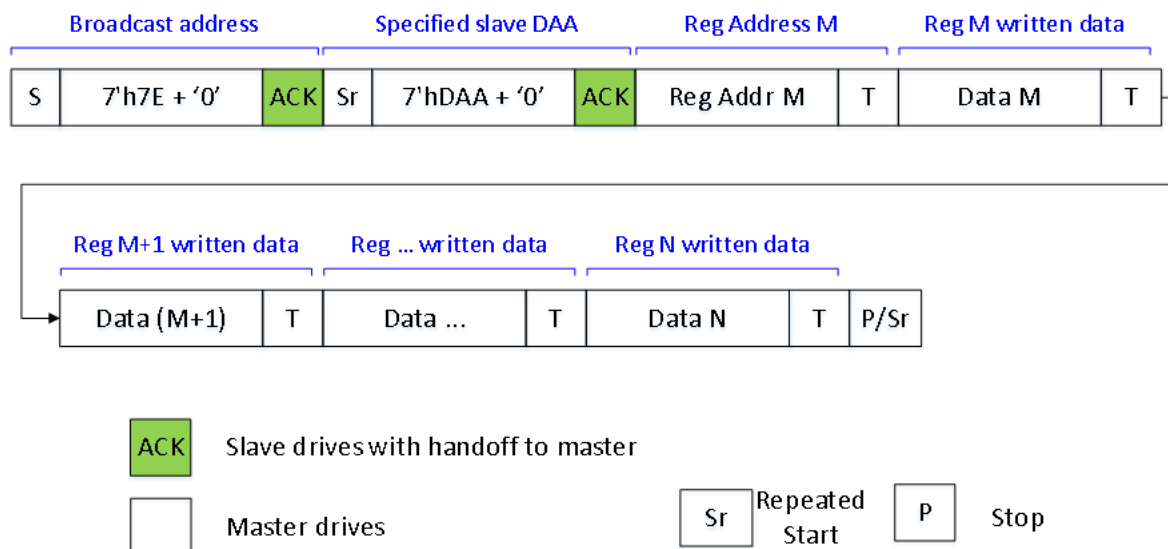 Broadcast address Specified slave DAA Reg Address M Reg M written data
S 7'h7E + ‘0’ ACK Sr 7'hDAA + ‘0’ ACK Reg Addr M T Data M T
Reg M+1 written data Reg ... written data Reg N written data
Data (M+1) T Data ... T Data N T P/Sr
ACK Slave drives with handoff to master
Master drives Sr Repeated Start P Stop